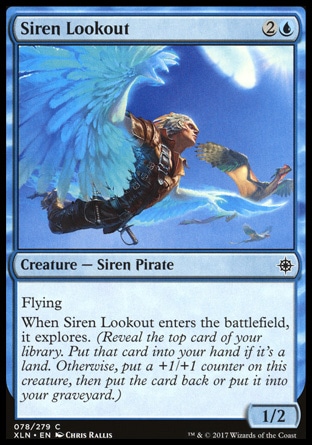 Siren Lookout 2
Creature — Siren Pirate
Flying
When Siren Lookout enters the battlefield,
it explores. (Reveal the top card of your
library. Put that card into your hand if it's a
land. Otherwise, put a +1/+1 counter on this
creature, then put the card back or put it into
your graveyard.)
078/279 C
XLN • EN CHRIS RALLIS ™ & © 2017 Wizards of the Coast
1/2